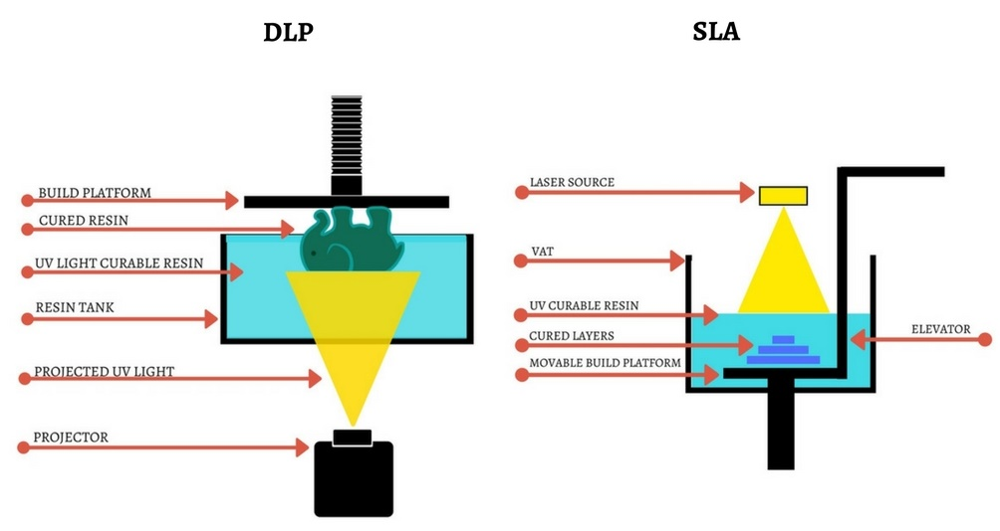 DLP
BUILD PLATFORM
CURED RESIN
UV LIGHT CURABLE RESIN
RESIN TANK
PROJECTED UV LIGHT
PROJECTOR
SLA
LASER SOURCE
VAT
UV CURABLE RESIN
CURED LAYERS
MOVABLE BUILD PLATFORM
ELEVATOR